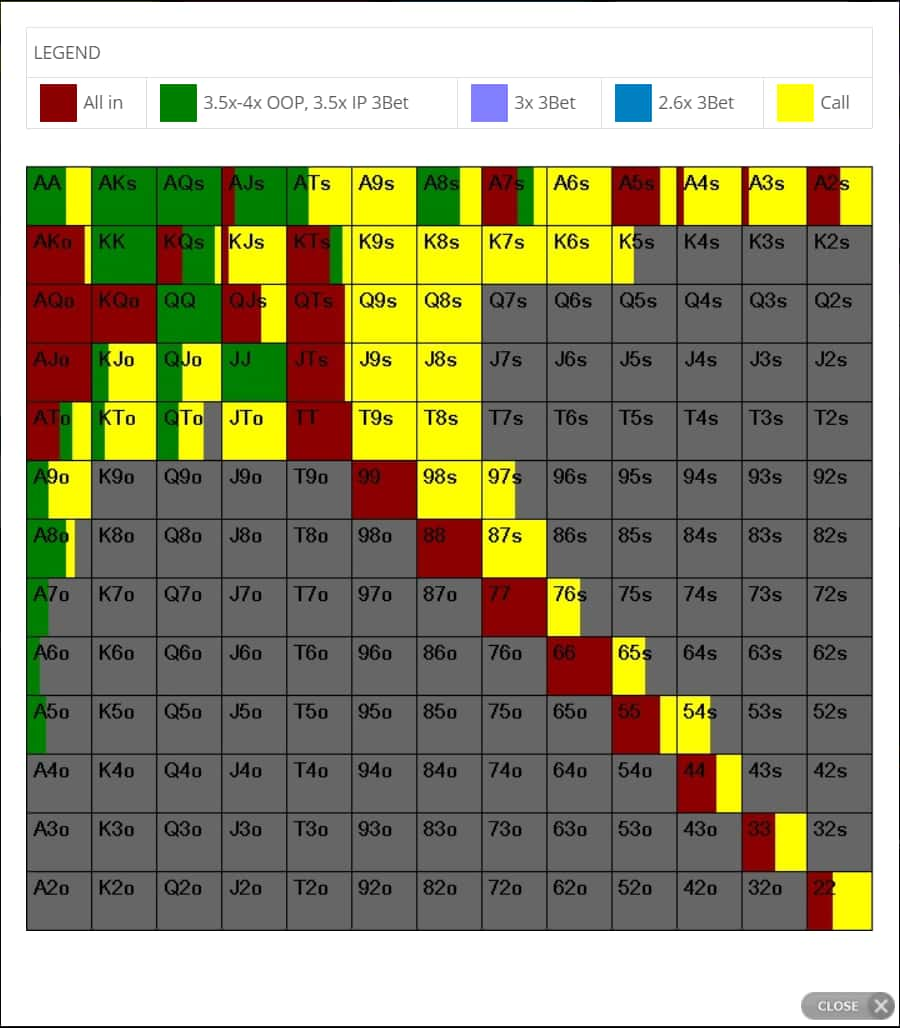 LEGEND
All in 3.5x-4x OOP, 3.5x IP 3Bet 3x 3Bet 2.6x 3Bet Call
AA AKs AQs AJs ATs A9s A8s A7s A6s A5s A4s A3s A2s
AKo KK KQs KJs KTs K9s K8s K7s K6s K5s K4s K3s K2s
AQo KQo QQ QJs QTs Q9s Q8s Q7s Q6s Q5s Q4s Q3s Q2s
AJo KJo QJo JJ JTs J9s J8s J7s J6s J5s J4s J3s J2s
ATo KTo QTo JTo TT T9s T8s T7s T6s T5s T4s T3s T2s
A9o K9o Q9o J9o T9o 99 98s 97s 96s 95s 94s 93s 92s
A8o K8o Q8o J8o T8o 98o 88 87s 86s 85s 84s 83s 82s
A7o K7o Q7o J7o T7o 97o 87o 77 76s 75s 74s 73s 72s
A6o K6o Q6o J6o T6o 96o 86o 76o 66 65s 64s 63s 62s
A5o K5o Q5o J5o T5o 95o 85o 75o 65o 55 54s 53s 52s
A4o K4o Q4o J4o T4o 94o 84o 74o 64o 54o 44 43s 42s
A3o K3o Q3o J3o T3o 93o 83o 73o 63o 53o 43o 33 32s
A2o K2o Q2o J2o T2o 92o 82o 72o 62o 52o 42o 32o 22
CLOSE